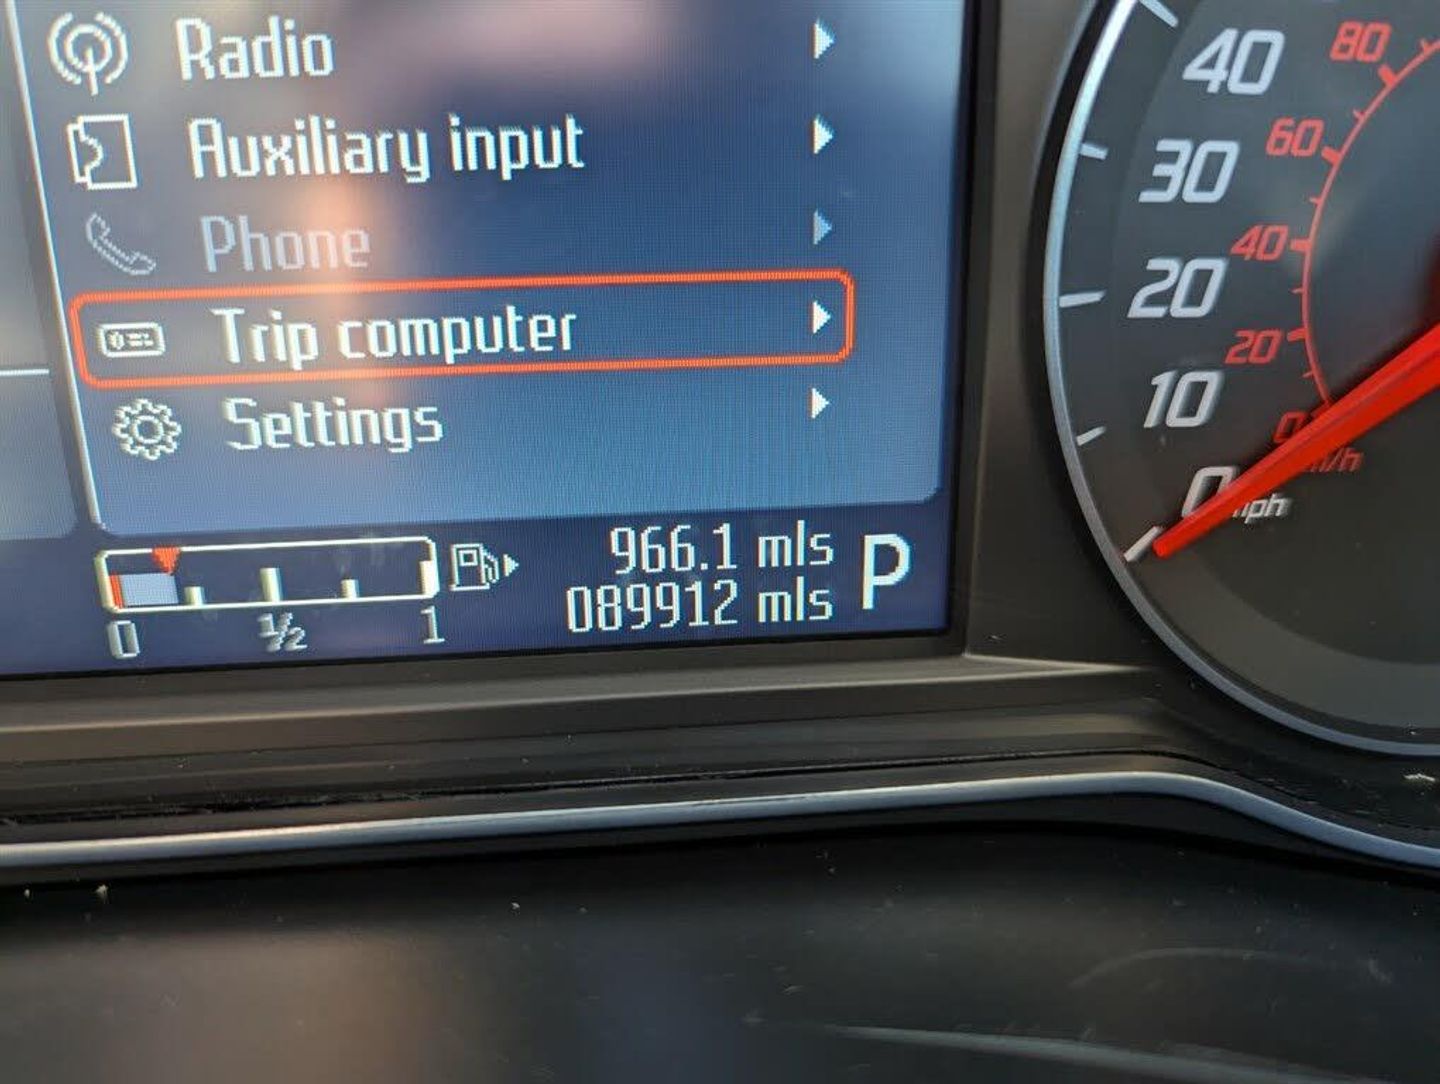 Radio
Auxiliary input
Phone
Trip computer
Settings
0 1/2 1
966.1 mls
089912 mls
P
40
30
20
10
0 mph
80
60
40
20
0